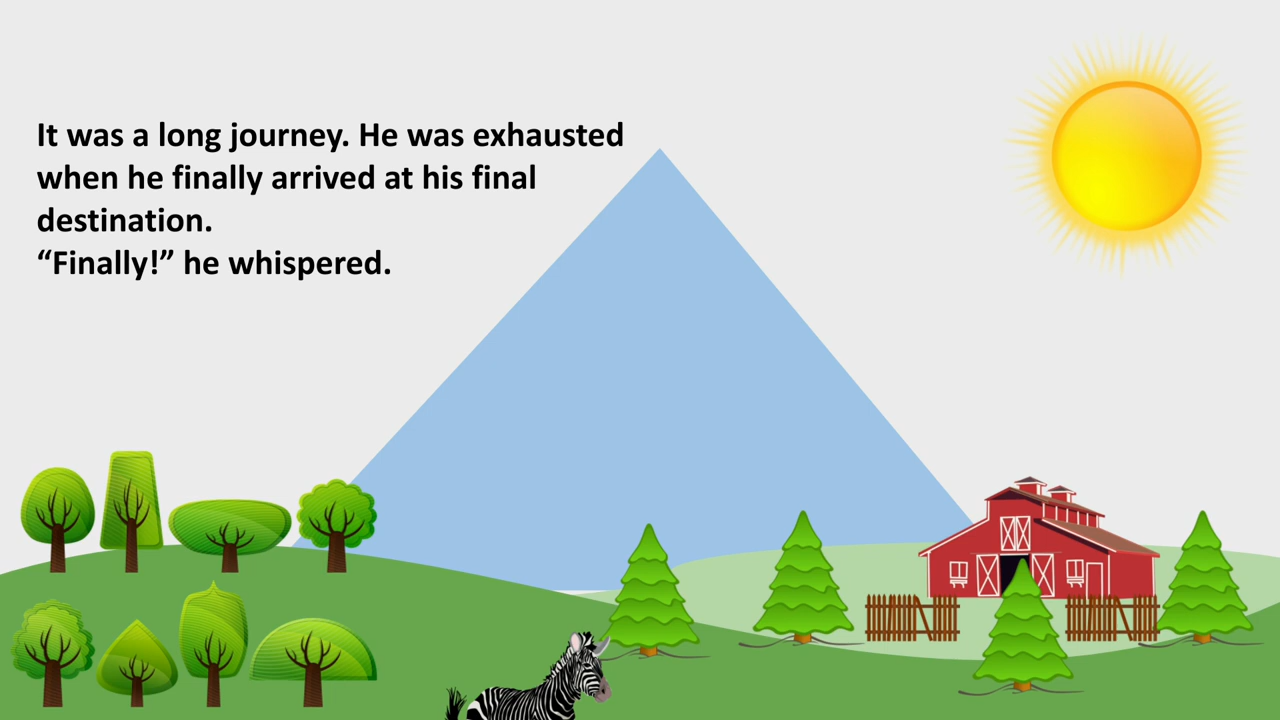 It was a long journey. He was exhausted
when he finally arrived at his final
destination.
“Finally!” he whispered.